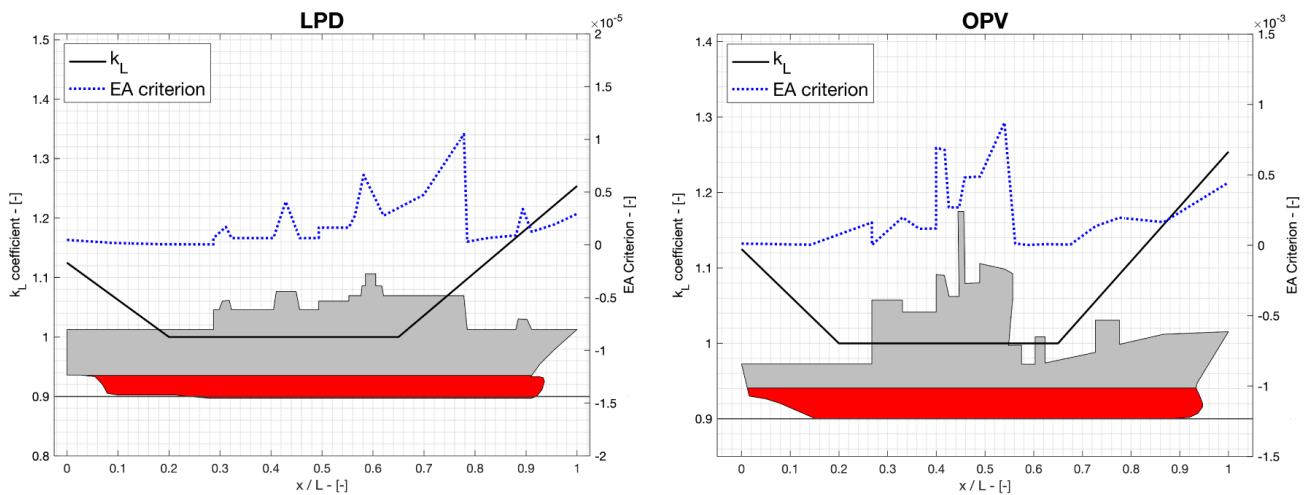 LPD
×10⁻⁵
k_L
EA criterion
1.5
1.4
1.3
1.2
1.1
1
0.9
0.8
k_L coefficient - [-]
2
1.5
1
0.5
0
-0.5
-1
-1.5
-2
EA Criterion - [-]
0 0.1 0.2 0.3 0.4 0.5 0.6 0.7 0.8 0.9 1
x / L - [-]
OPV
×10⁻³
k_L
EA criterion
1.4
1.3
1.2
1.1
1
0.9
k_L coefficient - [-]
1.5
1
0.5
0
-0.5
-1
-1.5
EA Criterion - [-]
0 0.1 0.2 0.3 0.4 0.5 0.6 0.7 0.8 0.9 1
x / L - [-]